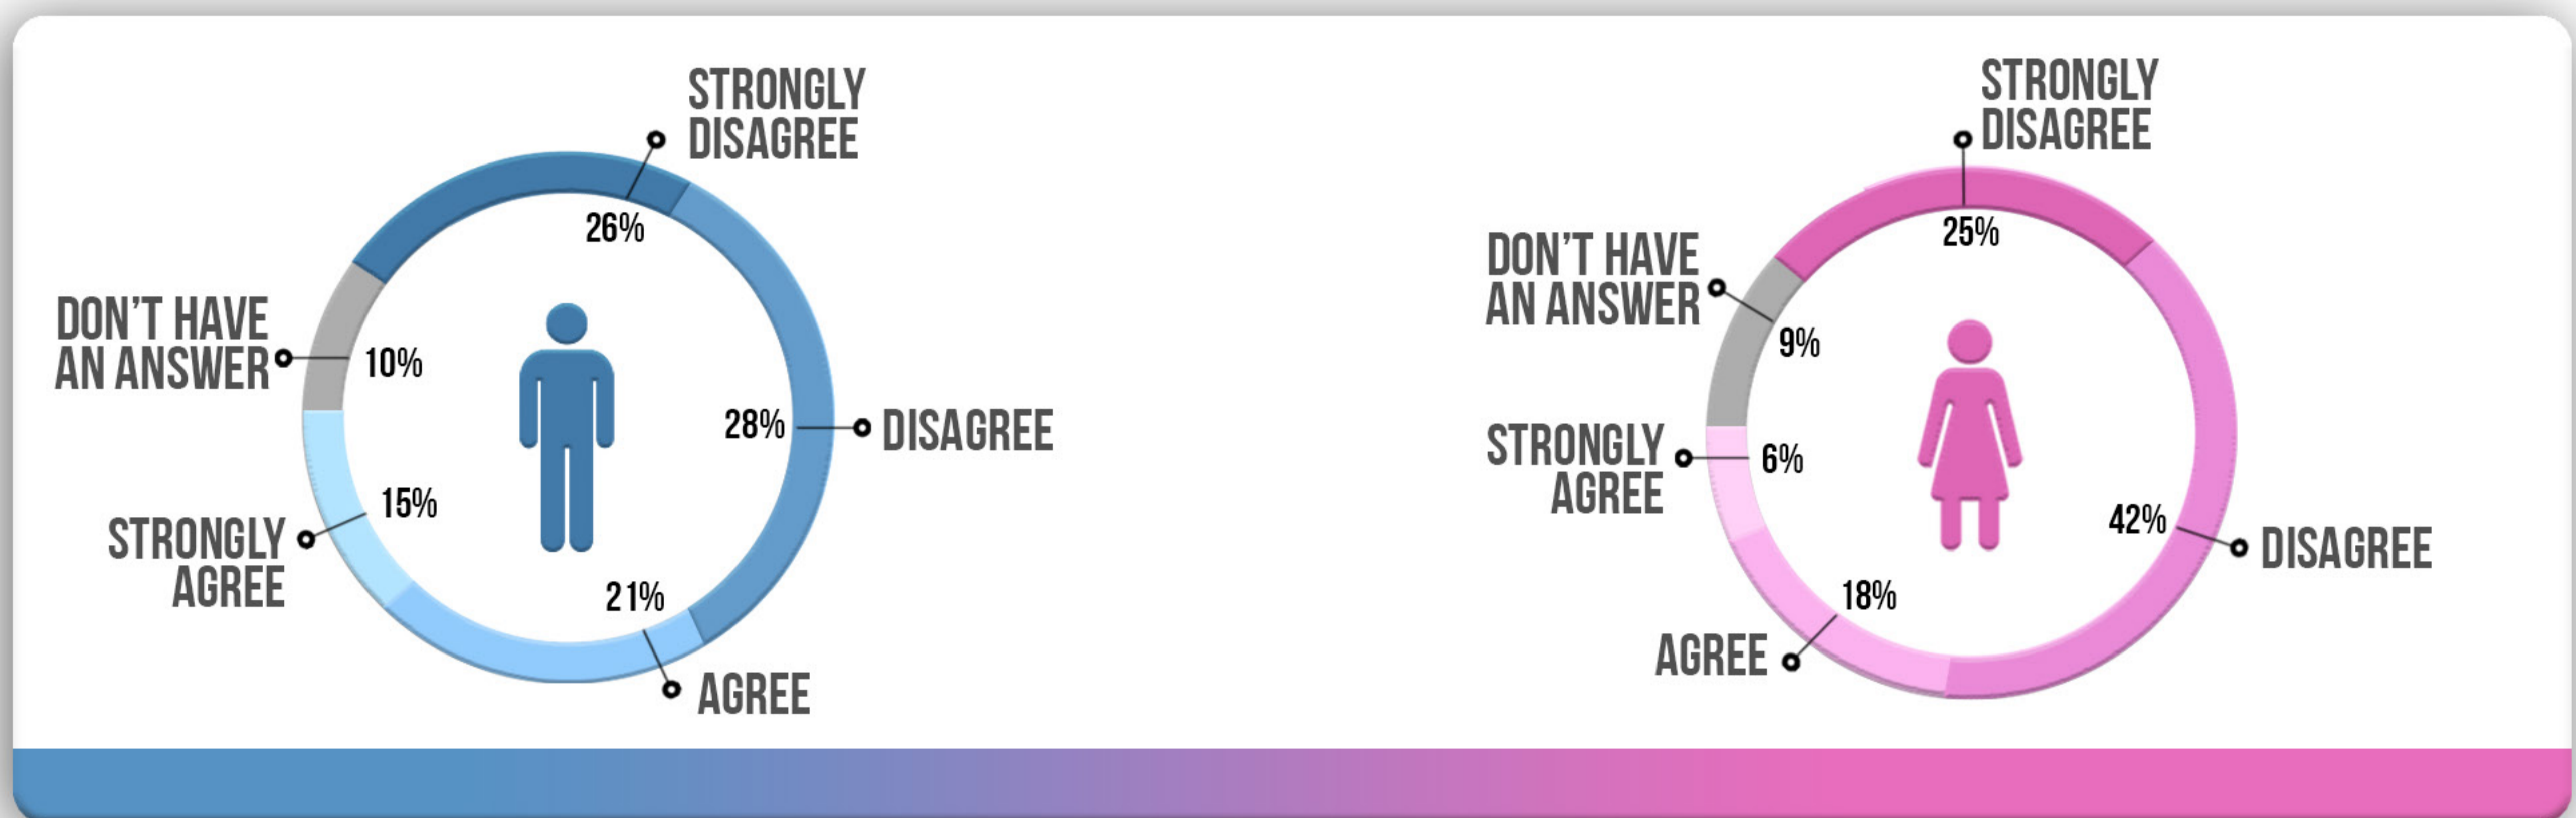 STRONGLY
DISAGREE
26%
DON'T HAVE
AN ANSWER
10%
28%
DISAGREE
15%
STRONGLY
AGREE
21%
AGREE
STRONGLY
DISAGREE
25%
DON'T HAVE
AN ANSWER
9%
STRONGLY
AGREE
6%
42%
DISAGREE
18%
AGREE